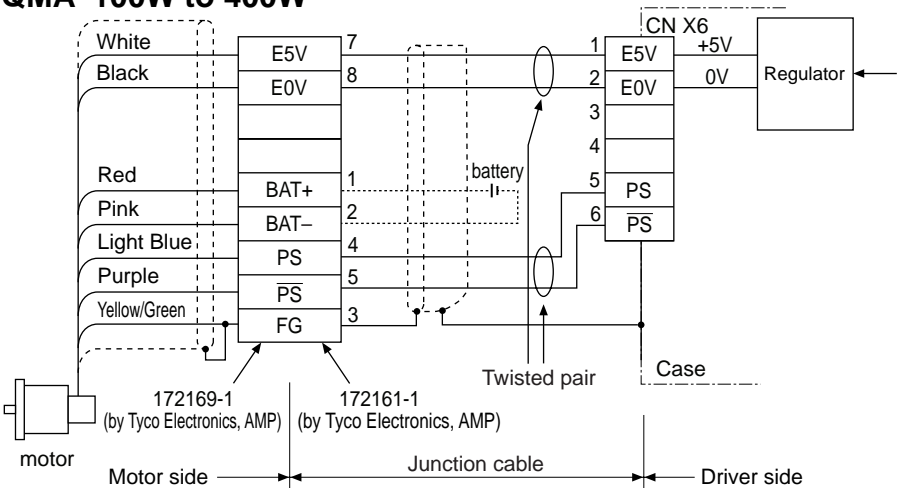 QMA 100W to 400W
CN X6
White
7
1
+5V
E5V
E5V
Black
8
2
0V
Regulator
E0V
E0V
3
4
Red
1
battery
5
BAT+
PS
Pink
2
6
BAT–
P̅S̅
Light Blue
4
PS
Purple
5
P̅S̅
Yellow/Green
3
FG
Twisted pair
Case
172169-1
172161-1
(by Tyco Electronics, AMP)
(by Tyco Electronics, AMP)
motor
Motor side
Junction cable
Driver side